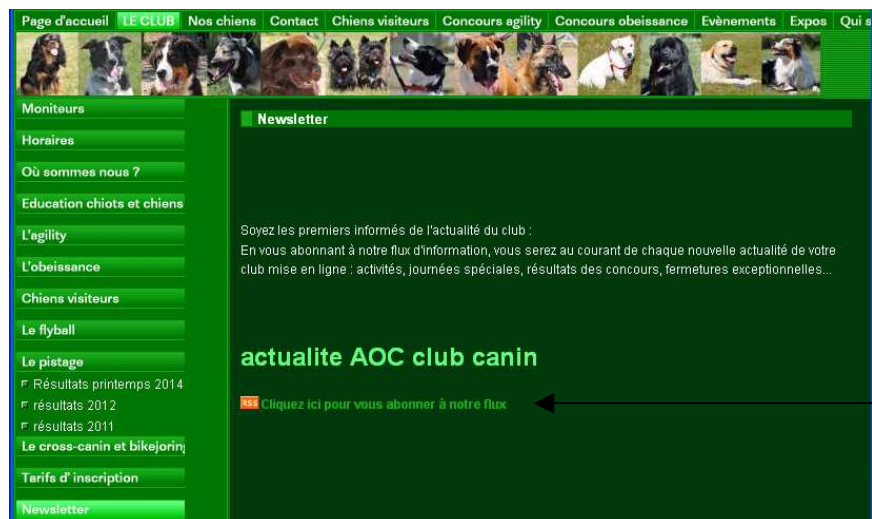 Page d'accueil LE CLUB Nos chiens Contact Chiens visiteurs Concours agility Concours obeissance Evènements Expos Qui s
Moniteurs
Horaires
Où sommes nous ?
Education chiots et chiens
L'agility
L'obeissance
Chiens visiteurs
Le flyball
Le pistage
Résultats printemps 2014
résultats 2012
résultats 2011
Le cross-canin et bikejoring
Tarifs d'inscription
Newsletter
Newsletter
Soyez les premiers informés de l'actualité du club :
En vous abonnant à notre flux d'information, vous serez au courant de chaque nouvelle actualité de votre
club mise en ligne : activités, journées spéciales, résultats des concours, fermetures exceptionnelles...
actualite AOC club canin
RSS Cliquez ici pour vous abonner à notre flux